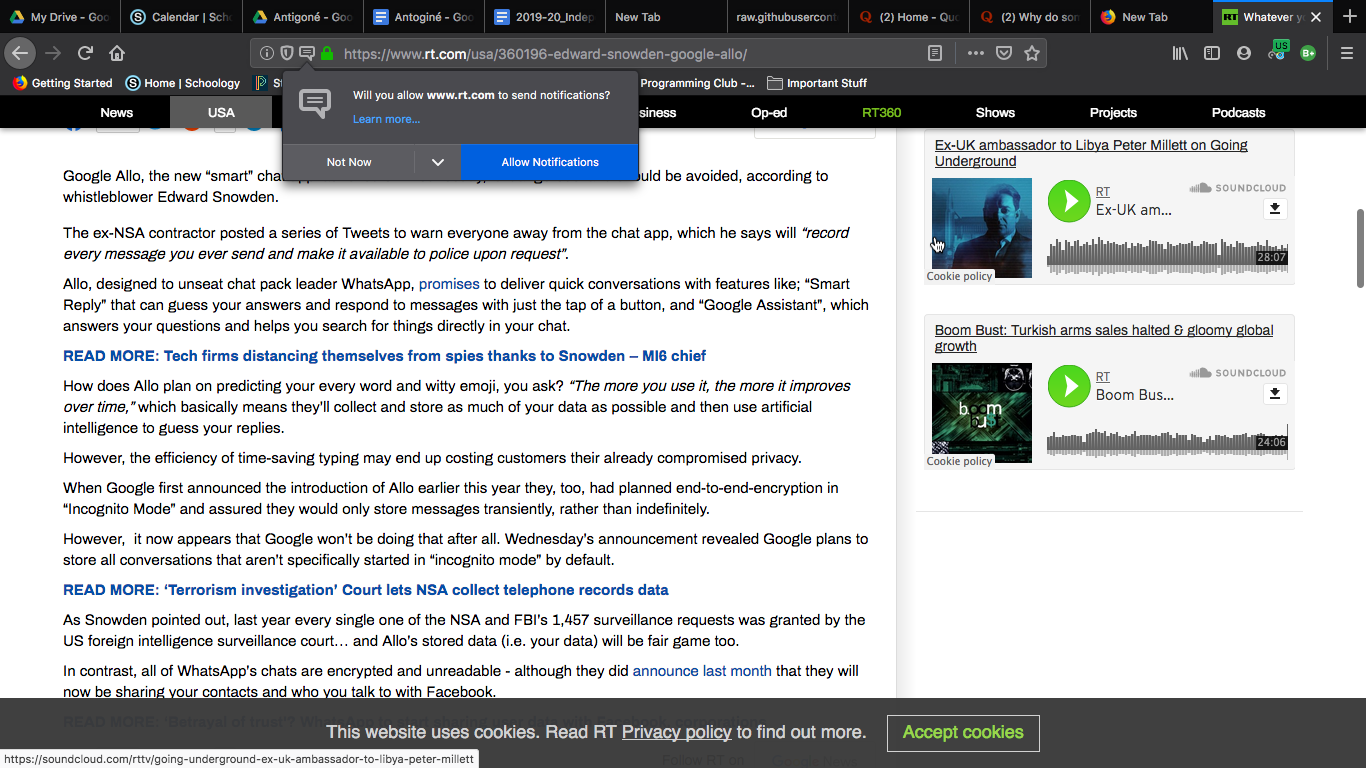 My Drive - Goo
Calendar | Scho
Antigoné - Goo
Antoginé - Goo
2019-20_Indep
New Tab
raw.githubuserconte
(2) Home - Quo
(2) Why do som
New Tab
Whatever yo
https://www.rt.com/usa/360196-edward-snowden-google-allo/
US
B+
Getting Started
Home | Schoology
Programming Club -...
Important Stuff
Will you allow www.rt.com to send notifications?
Learn more...
Not Now
Allow Notifications
News
USA
siness
Op-ed
RT360
Shows
Projects
Podcasts
Google Allo, the new “smart” chat
ould be avoided, according to
whistleblower Edward Snowden.
The ex-NSA contractor posted a series of Tweets to warn everyone away from the chat app, which he says will “record
every message you ever send and make it available to police upon request”.
Allo, designed to unseat chat pack leader WhatsApp, promises to deliver quick conversations with features like; “Smart
Reply” that can guess your answers and respond to messages with just the tap of a button, and “Google Assistant”, which
answers your questions and helps you search for things directly in your chat.
READ MORE: Tech firms distancing themselves from spies thanks to Snowden – MI6 chief
How does Allo plan on predicting your every word and witty emoji, you ask? “The more you use it, the more it improves
over time,” which basically means they’ll collect and store as much of your data as possible and then use artificial
intelligence to guess your replies.
However, the efficiency of time-saving typing may end up costing customers their already compromised privacy.
When Google first announced the introduction of Allo earlier this year they, too, had planned end-to-end-encryption in
“Incognito Mode” and assured they would only store messages transiently, rather than indefinitely.
However, it now appears that Google won’t be doing that after all. Wednesday’s announcement revealed Google plans to
store all conversations that aren’t specifically started in “incognito mode” by default.
READ MORE: ‘Terrorism investigation’ Court lets NSA collect telephone records data
As Snowden pointed out, last year every single one of the NSA and FBI’s 1,457 surveillance requests was granted by the
US foreign intelligence surveillance court… and Allo’s stored data (i.e. your data) will be fair game too.
In contrast, all of WhatsApp’s chats are encrypted and unreadable - although they did announce last month that they will
now be sharing your contacts and who you talk to with Facebook.
Ex-UK ambassador to Libya Peter Millett on Going
Underground
RT
SOUNDCLOUD
Ex-UK am...
28:07
Cookie policy
Boom Bust: Turkish arms sales halted & gloomy global
growth
RT
SOUNDCLOUD
Boom Bus...
boom
bust
24:06
Cookie policy
This website uses cookies. Read RT Privacy policy to find out more.
Accept cookies
https://soundcloud.com/rttv/going-underground-ex-uk-ambassador-to-libya-peter-millett